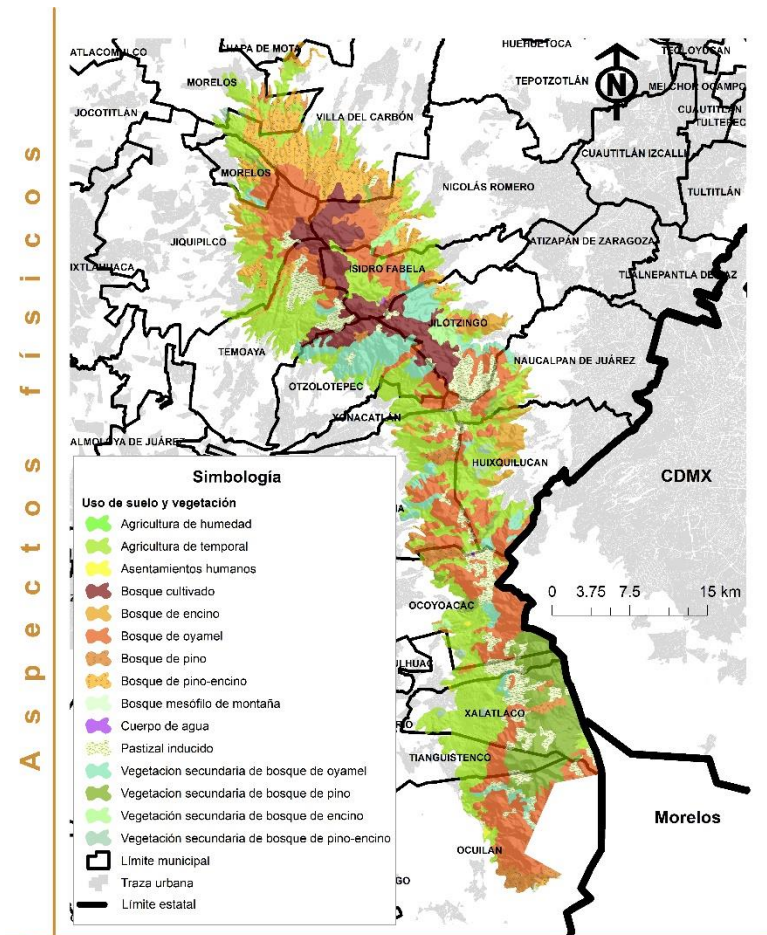 Aspectos físicos
ATLACOMULCO
CHAPA DE MOTA
HUEHUETOCA
TEOLOYUCAN
MORELOS
TEPOTZOTLÁN
N
MELCHOR OCAMPO
JOCOTITLÁN
VILLA DEL CARBÓN
CUAUTITLÁN
TULTEPEC
CUAUTITLÁN IZCALLI
MORELOS
NICOLÁS ROMERO
TULTITLÁN
JIQUIPILCO
ATIZAPÁN DE ZARAGOZA
IXTLAHUACA
ISIDRO FABELA
TLALNEPANTLA DE BAZ
JILOTZINGO
TEMOAYA
NAUCALPAN DE JUÁREZ
OTZOLOTEPEC
XONACATLÁN
ALMOLOYA DE JUÁREZ
HUIXQUILUCAN
CDMX
NA
0 3.75 7.5 15 km
OCOYOACAC
ULHUAC
XALATLACO
RIO
TIANGUISTENCO
Morelos
OCUILAN
GO
Simbología
Uso de suelo y vegetación
Agricultura de humedad
Agricultura de temporal
Asentamientos humanos
Bosque cultivado
Bosque de encino
Bosque de oyamel
Bosque de pino
Bosque de pino-encino
Bosque mesófilo de montaña
Cuerpo de agua
Pastizal inducido
Vegetacion secundaria de bosque de oyamel
Vegetación secundaria de bosque de pino
Vegetación secundaria de bosque de encino
Vegetación secundaria de bosque de pino-encino
Límite municipal
Traza urbana
Límite estatal